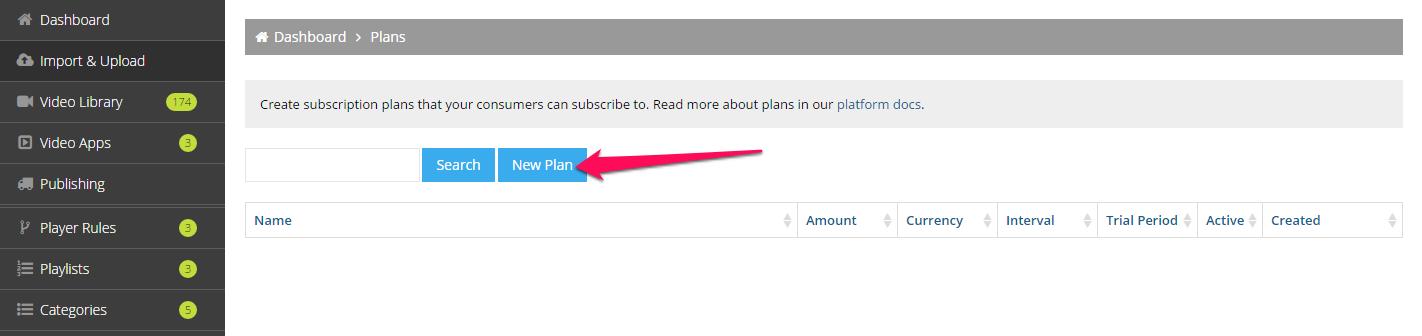 Dashboard
Import & Upload
Video Library 174
Video Apps 3
Publishing
Player Rules 3
Playlists 3
Categories 5
Dashboard > Plans
Create subscription plans that your consumers can subscribe to. Read more about plans in our platform docs.
Search New Plan
Name Amount Currency Interval Trial Period Active Created